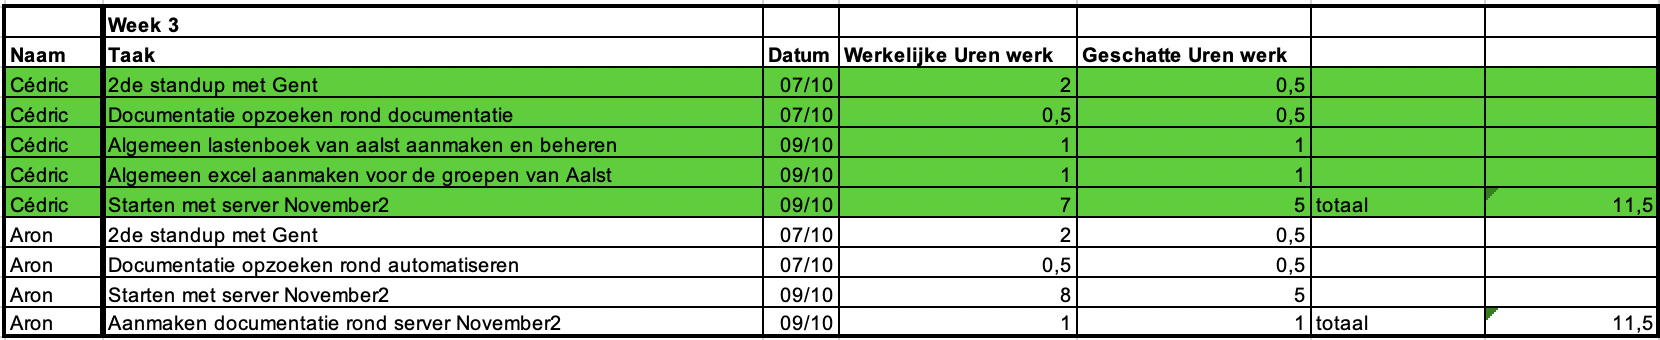 Week 3
Naam Taak Datum Werkelijke Uren werk Geschatte Uren werk
Cédric 2de standup met Gent 07/10 2 0,5
Cédric Documentatie opzoeken rond documentatie 07/10 0,5 0,5
Cédric Algemeen lastenboek van aalst aanmaken en beheren 09/10 1 1
Cédric Algemeen excel aanmaken voor de groepen van Aalst 09/10 1 1
Cédric Starten met server November2 09/10 7 5 totaal 11,5
Aron 2de standup met Gent 07/10 2 0,5
Aron Documentatie opzoeken rond automatiseren 07/10 0,5 0,5
Aron Starten met server November2 09/10 8 5
Aron Aanmaken documentatie rond server November2 09/10 1 1 totaal 11,5